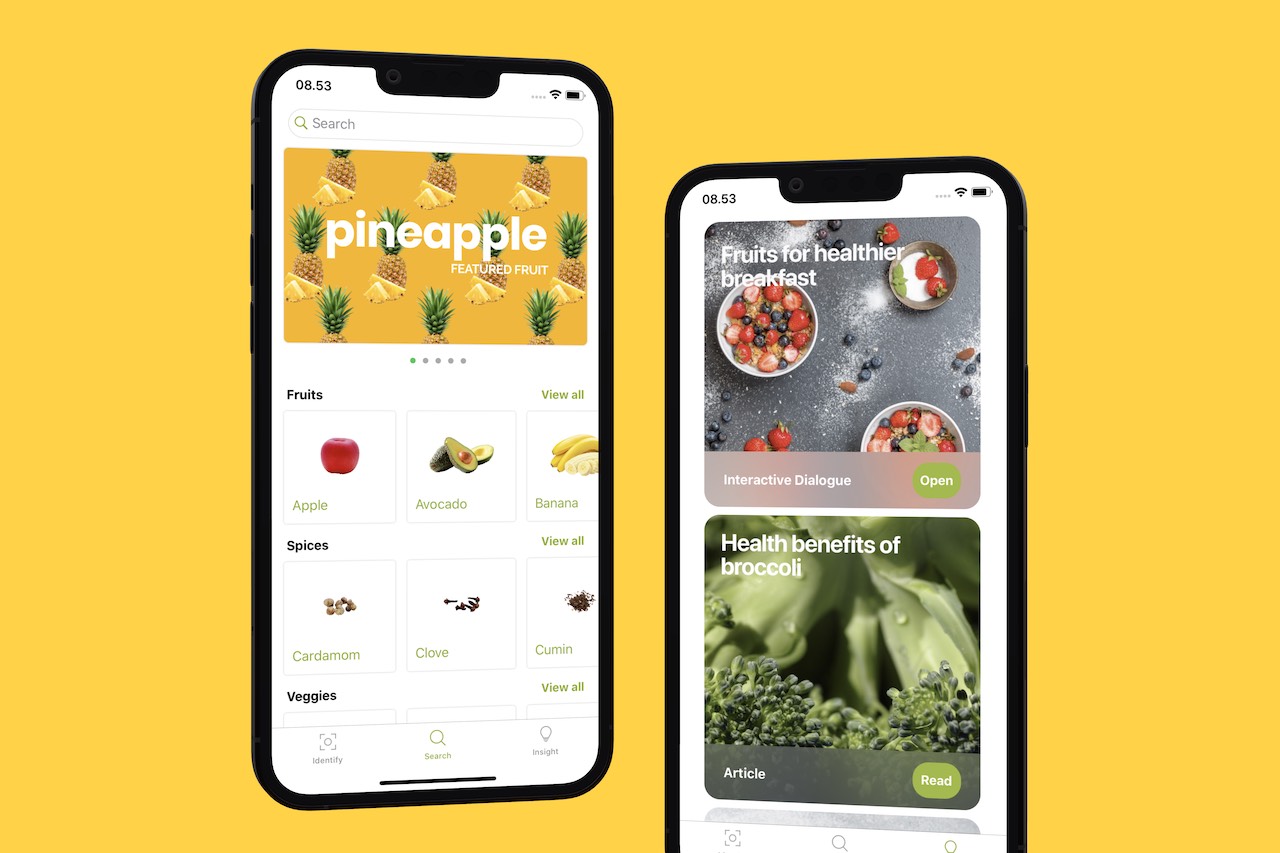 08.53
Search
pineapple
FEATURED FRUIT
Fruits View all
Apple Avocado Banana
Spices View all
Cardamom Clove Cumin
Veggies View all
Identify Search Insight
08.53
Fruits for healthier
breakfast
Interactive Dialogue Open
Health benefits of
broccoli
Article Read